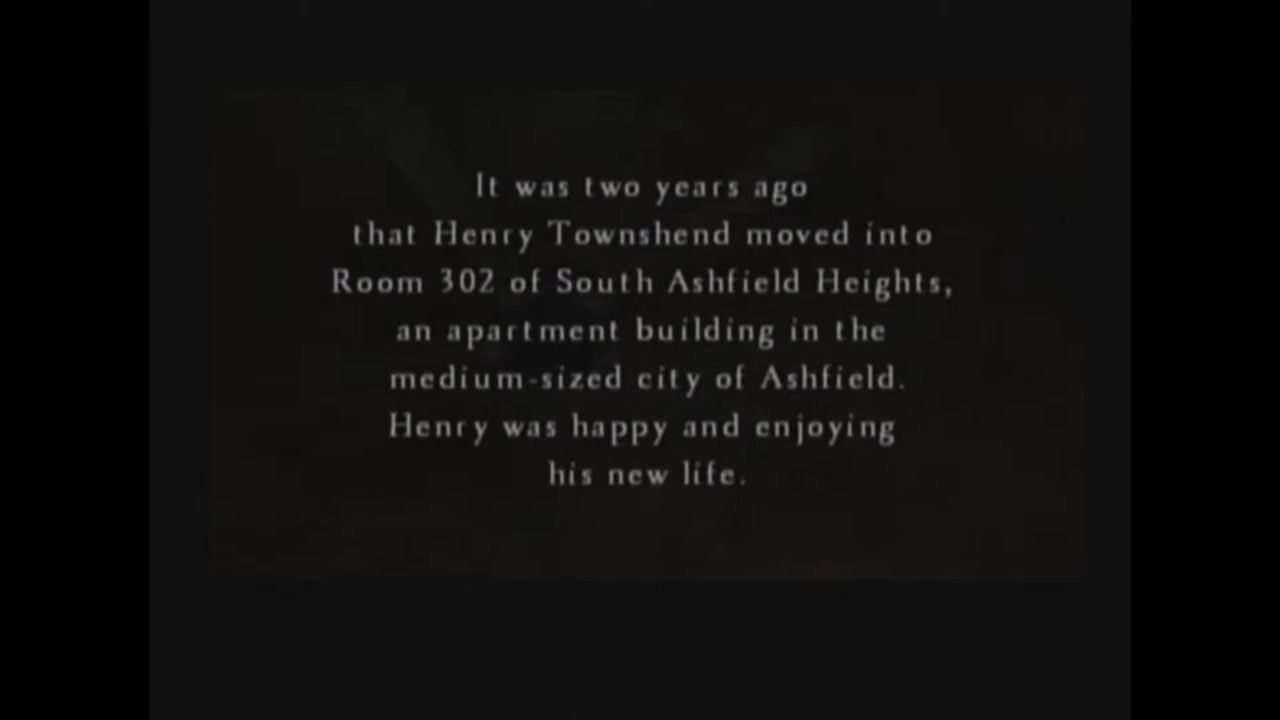 It was two years ago
that Henry Townshend moved into
Room 302 of South Ashfield Heights,
an apartment building in the
medium-sized city of Ashfield.
Henry was happy and enjoying
his new life.